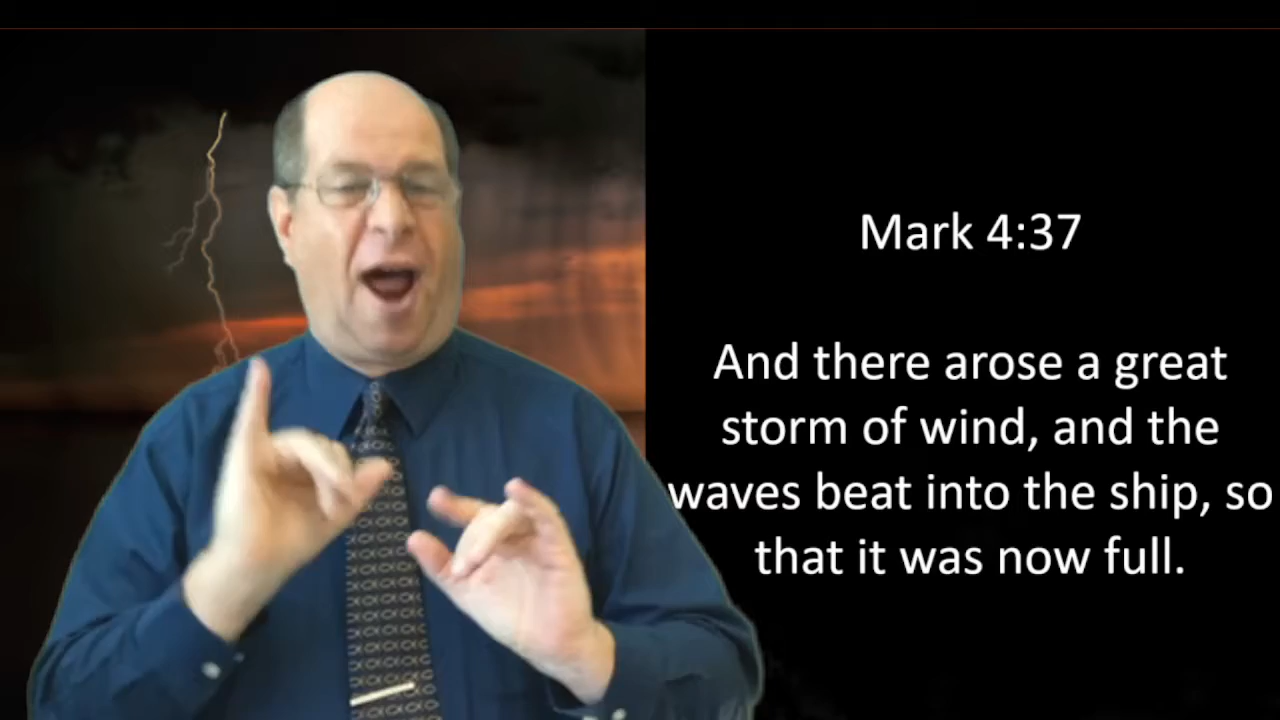 Mark 4:37
And there arose a great
storm of wind, and the
waves beat into the ship, so
that it was now full.